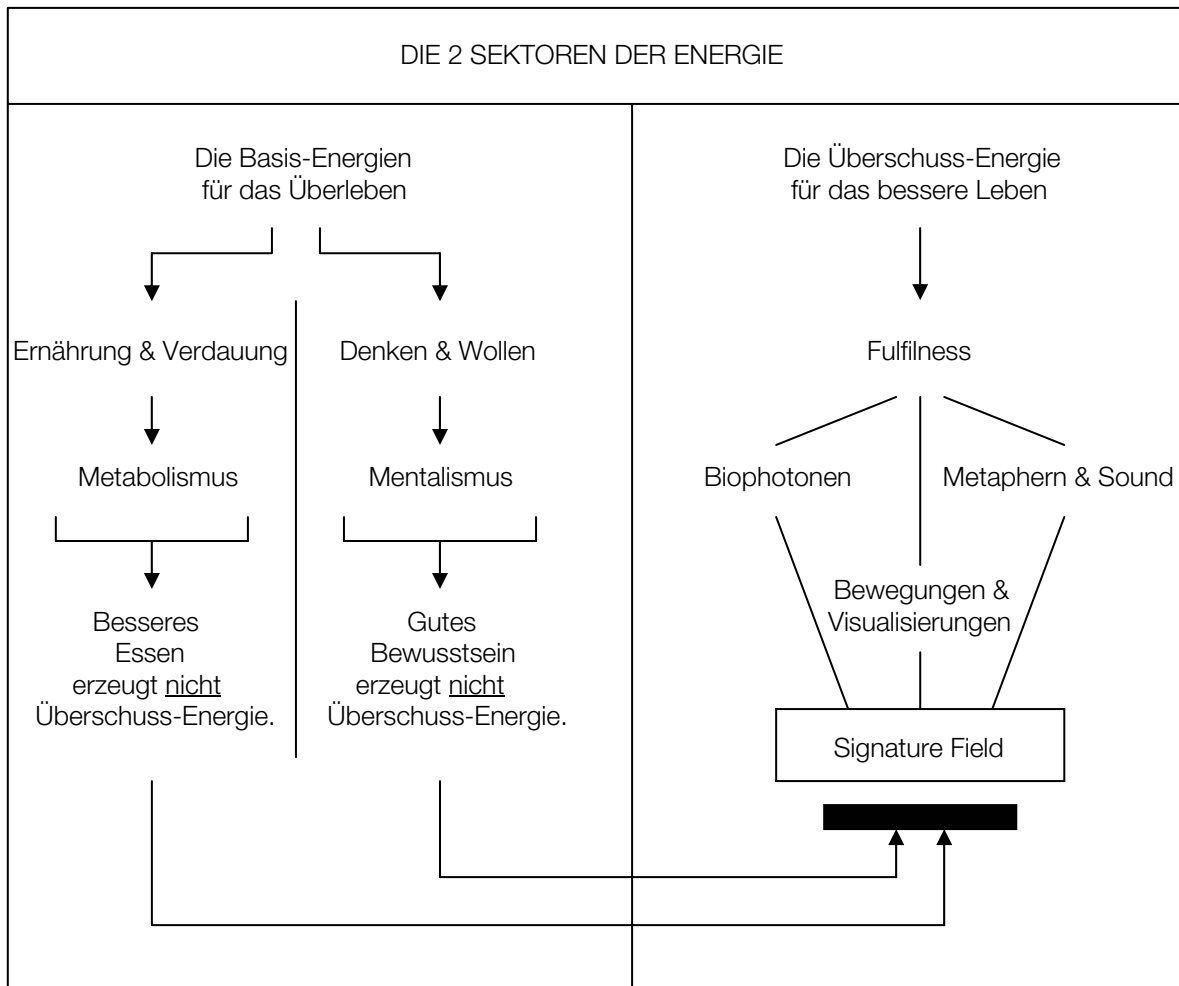 DIE 2 SEKTOREN DER ENERGIE
Die Basis-Energien
für das Überleben
Ernährung & Verdauung
Metabolismus
Besseres
Essen
erzeugt nicht
Überschuss-Energie.
Denken & Wollen
Mentalismus
Gutes
Bewusstsein
erzeugt nicht
Überschuss-Energie.
Die Überschuss-Energie
für das bessere Leben
Fulfilness
Biophotonen
Metaphern & Sound
Bewegungen &
Visualisierungen
Signature Field